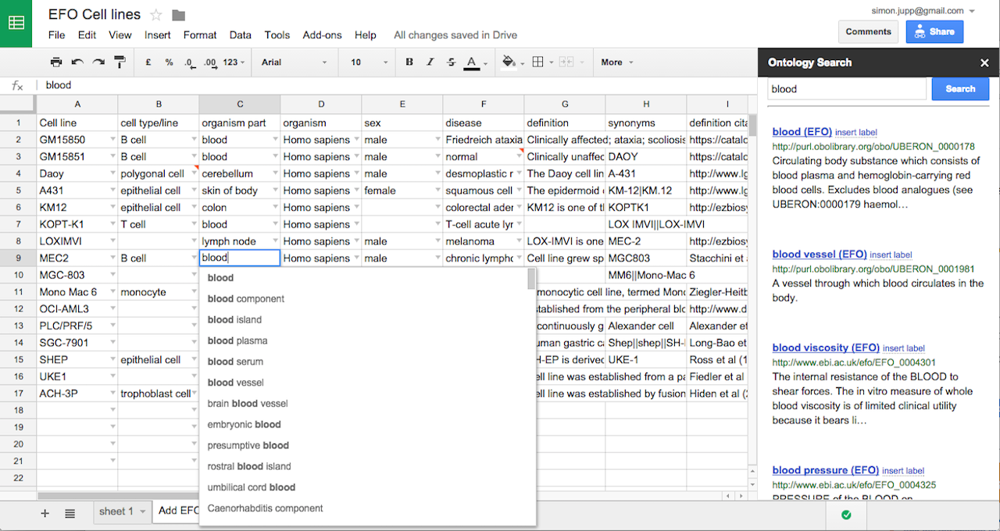 EFO Cell lines
simon.jupp@gmail.com
File Edit View Insert Format Data Tools Add-ons Help All changes saved in Drive
Comments Share
£ % .0 .00 123 Arial 10 B I S A More
Ontology Search
fx blood
blood Search
A B C D E F G H I
1 Cell line cell type/line organism part organism sex disease definition synonyms definition cita
2 GM15850 B cell blood Homo sapiens male Friedreich ataxia Clinically affected; ataxia; scoliosis https://catalo
3 GM15851 B cell blood Homo sapiens male normal Clinically unaffec DAOY https://catalo
4 Daoy polygonal cell cerebellum Homo sapiens male desmoplastic r The Daoy cell lin A-431 http://www.lg
5 A431 epithelial cell skin of body Homo sapiens female squamous cell The epidermoid KM-12|KM.12 http://www.lg
6 KM12 epithelial cell colon Homo sapiens colorectal ader KM12 is one of t KOPTK1 http://ezbiosy
7 KOPT-K1 T cell blood Homo sapiens T-cell acute lyr LOX IMVI||LOX-IMVI
8 LOXIMVI lymph node Homo sapiens male melanoma LOX-IMVI is one MEC-2 http://ezbiosy
9 MEC2 B cell blood Homo sapiens male chronic lympho Cell line grew sp MGC803 Stacchini et a
10 MGC-803 MM6||Mono-Mac 6
11 Mono Mac 6 monocyte monocytic cell line, termed Mono Ziegler-Heitb
12 OCI-AML3 stablished from the peripheral blo http://www.d
13 PLC/PRF/5 continuously g Alexander cell Alexander et
14 SGC-7901 uman gastric ca Shep||shep||SH- Long-Bao et
15 SHEP epithelial cell H-EP is derived UKE-1 Ross et al (1
16 UKE1 ell line was established from a pa Fiedler et al
17 ACH-3P trophoblast cell ell line was established by fusion Hiden et al (2
18
19
20
21
22
blood
blood component
blood island
blood plasma
blood serum
blood vessel
brain blood vessel
embryonic blood
presumptive blood
rostral blood island
umbilical cord blood
Caenorhabditis component
blood (EFO) insert label
http://purl.obolibrary.org/obo/UBERON_0000178
Circulating body substance which consists of
blood plasma and hemoglobin-carrying red
blood cells. Excludes blood analogues (see
UBERON:0000179 haemol...
blood vessel (EFO) insert label
http://purl.obolibrary.org/obo/UBERON_0001981
A vessel through which blood circulates in the
body.
blood viscosity (EFO) insert label
http://www.ebi.ac.uk/efo/EFO_0004301
The internal resistance of the BLOOD to
shear forces. The in vitro measure of whole
blood viscosity is of limited clinical utility
because it bears li...
blood pressure (EFO) insert label
http://www.ebi.ac.uk/efo/EFO_0004325
PRESSURE of the BLOOD on
sheet 1 Add EFO